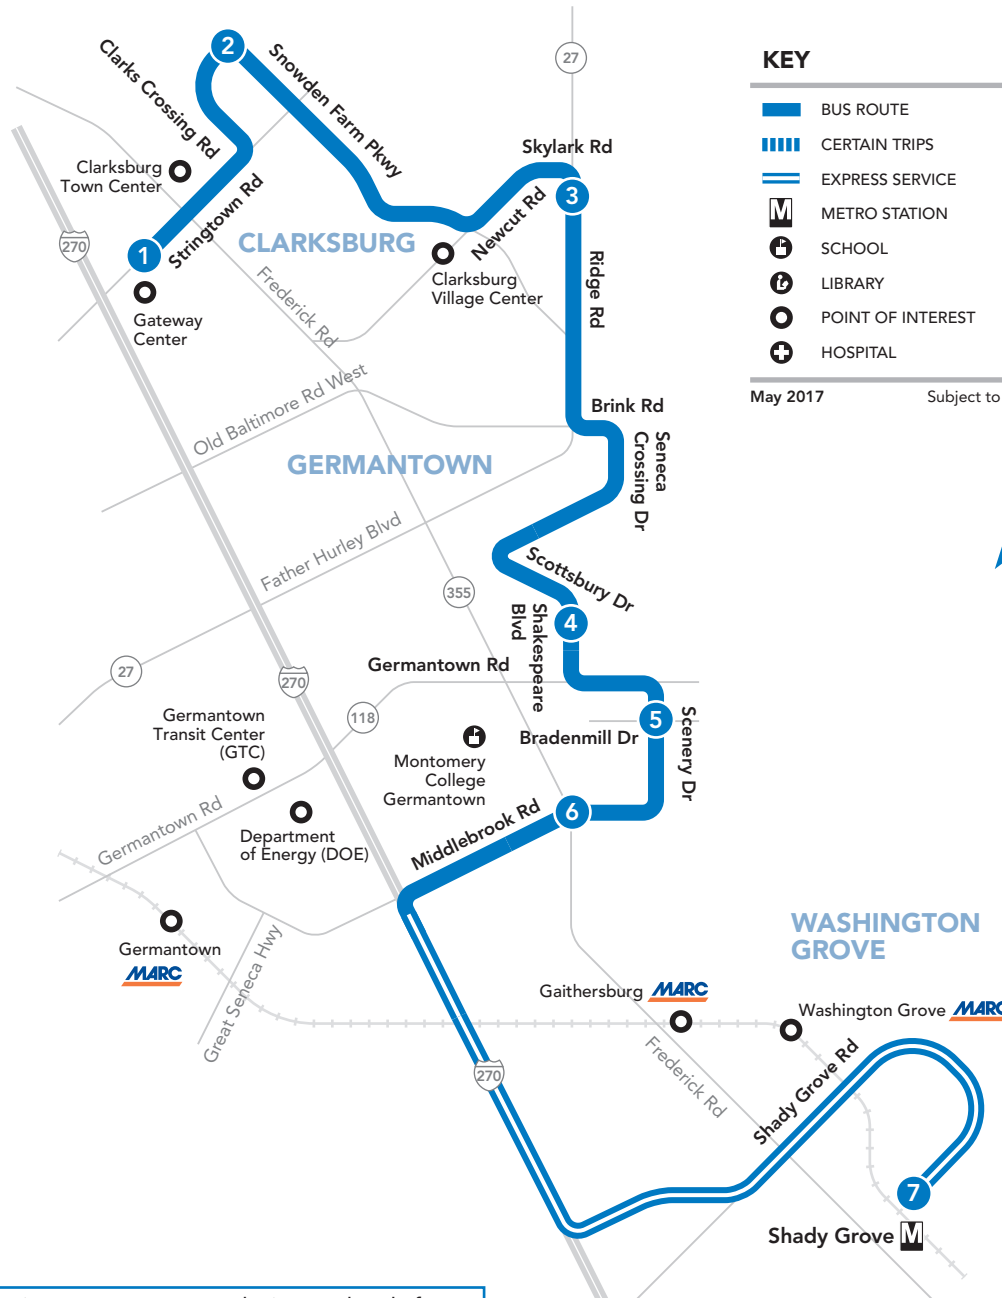 2
Clarks Crossing Rd
Snowden Farm Pkwy
27
KEY
BUS ROUTE
CERTAIN TRIPS
EXPRESS SERVICE
M
METRO STATION
SCHOOL
LIBRARY
POINT OF INTEREST
HOSPITAL
May 2017
Subject to
Skylark Rd
3
Newcut Rd
Clarksburg
Town Center
Stringtown Rd
270
1
CLARKSBURG
Clarksburg
Village Center
Ridge Rd
Gateway
Center
Frederick Rd
Old Baltimore Rd West
Brink Rd
Seneca
Crossing Dr
GERMANTOWN
Father Hurley Blvd
Scottsbury Dr
355
4
Shakespeare
Blvd
Germantown Rd
27
270
118
5
Scenery Dr
Bradenmill Dr
Germantown
Transit Center
(GTC)
Montomery
College
Germantown
6
Middlebrook Rd
Germantown Rd
Department
of Energy (DOE)
Germantown
MARC
Great Seneca Hwy
WASHINGTON
GROVE
Gaithersburg MARC
Washington Grove MARC
270
Frederick Rd
Shady Grove Rd
7
Shady Grove M